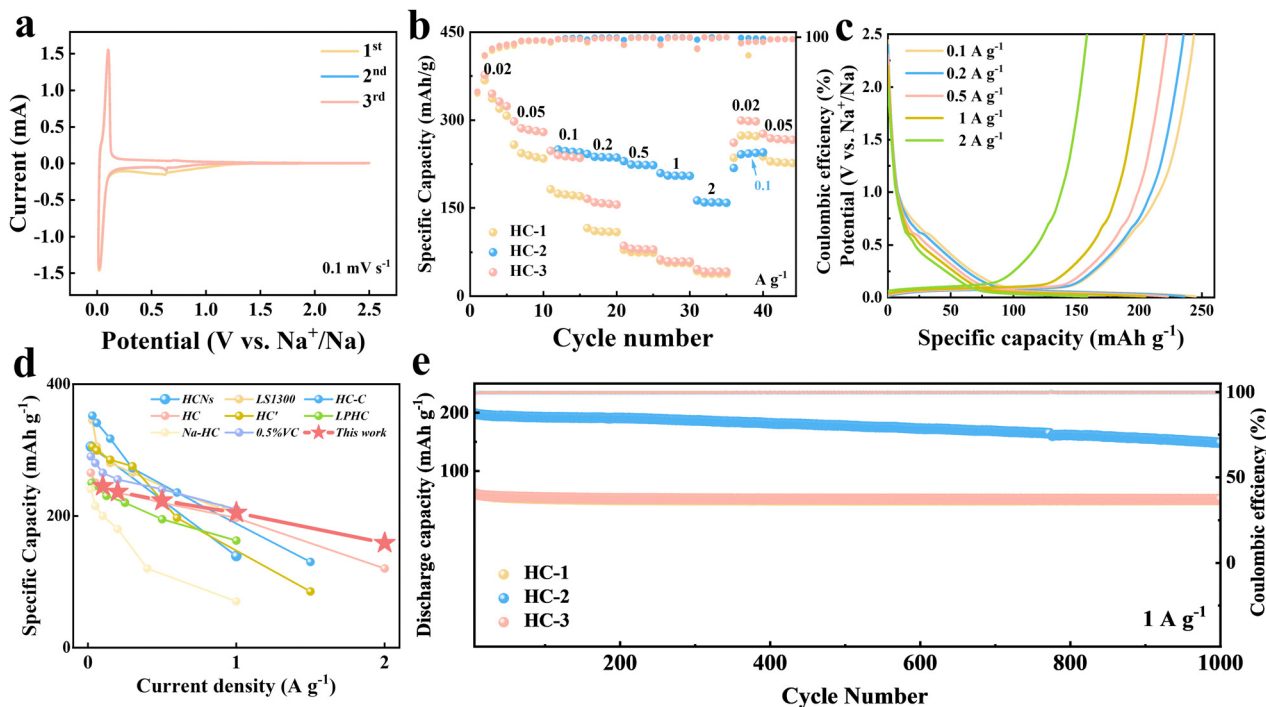 a
1.5
1.0
0.5
0.0
-0.5
-1.0
-1.5
Current (mA)
0.0 0.5 1.0 1.5 2.0 2.5
Potential (V vs. Na⁺/Na)
1ˢᵗ
2ⁿᵈ
3ʳᵈ
0.1 mV s⁻¹
b
450
300
150
0
Specific Capacity (mAh/g)
0 10 20 30 40
Cycle number
100
Coulombic effciency (%)
0.02
0.05
0.1
0.2
0.5
1
2
0.02
0.05
0.1
HC-1
HC-2
HC-3
A g⁻¹
c
2.5
2.0
1.5
1.0
0.5
0.0
Potential (V vs. Na⁺/Na)
0 50 100 150 200 250
Specific capacity (mAh g⁻¹)
0.1 A g⁻¹
0.2 A g⁻¹
0.5 A g⁻¹
1 A g⁻¹
2 A g⁻¹
d
400
200
0
Specific Capacity (mAh g⁻¹)
0 1 2
Current density (A g⁻¹)
HCNs LS1300 HC-C
HC HC' LPHC
Na-HC 0.5%VC This work
e
200
100
Discharge capacity (mAh g⁻¹)
200 400 600 800 1000
Cycle Number
100
50
0
Coulombic effciency (%)
HC-1
HC-2
HC-3
1 A g⁻¹